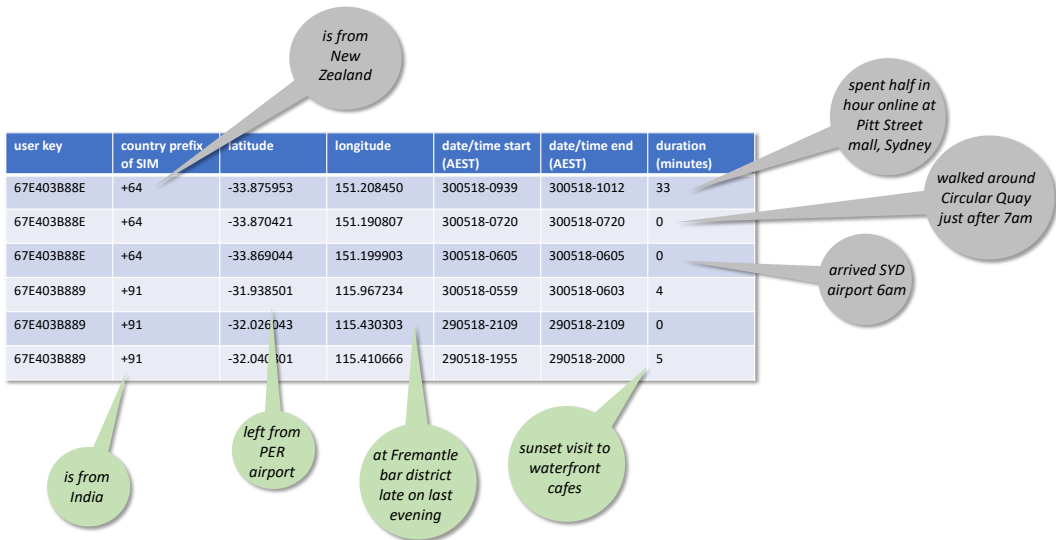 is from
New
Zealand
spent half in
hour online at
Pitt Street
mall, Sydney
user key country prefix of SIM latitude longitude date/time start (AEST) date/time end (AEST) duration (minutes)
67E403B88E +64 -33.875953 151.208450 300518-0939 300518-1012 33
67E403B88E +64 -33.870421 151.190807 300518-0720 300518-0720 0
67E403B88E +64 -33.869044 151.199903 300518-0605 300518-0605 0
67E403B889 +91 -31.938501 115.967234 300518-0559 300518-0603 4
67E403B889 +91 -32.026043 115.430303 290518-2109 290518-2109 0
67E403B889 +91 115.410666 290518-1955 290518-2000 5
walked around
Circular Quay
just after 7am
arrived SYD
airport 6am
is from
India
left from
PER
airport
at Fremantle
bar district
late on last
evening
sunset visit to
waterfront
cafes